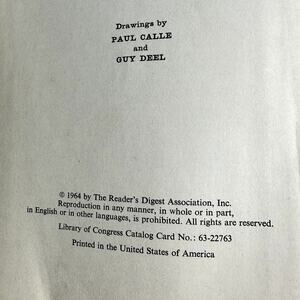 Drawings by
PAUL CALLE
and
GUY DEEL
© 1964 by The Reader's Digest Association, Inc.
Reproduction in any manner, in whole or in part,
in English or in other languages, is prohibited. All rights are reserved.
Library of Congress Catalog Card No.: 63-22763
Printed in the United States of America